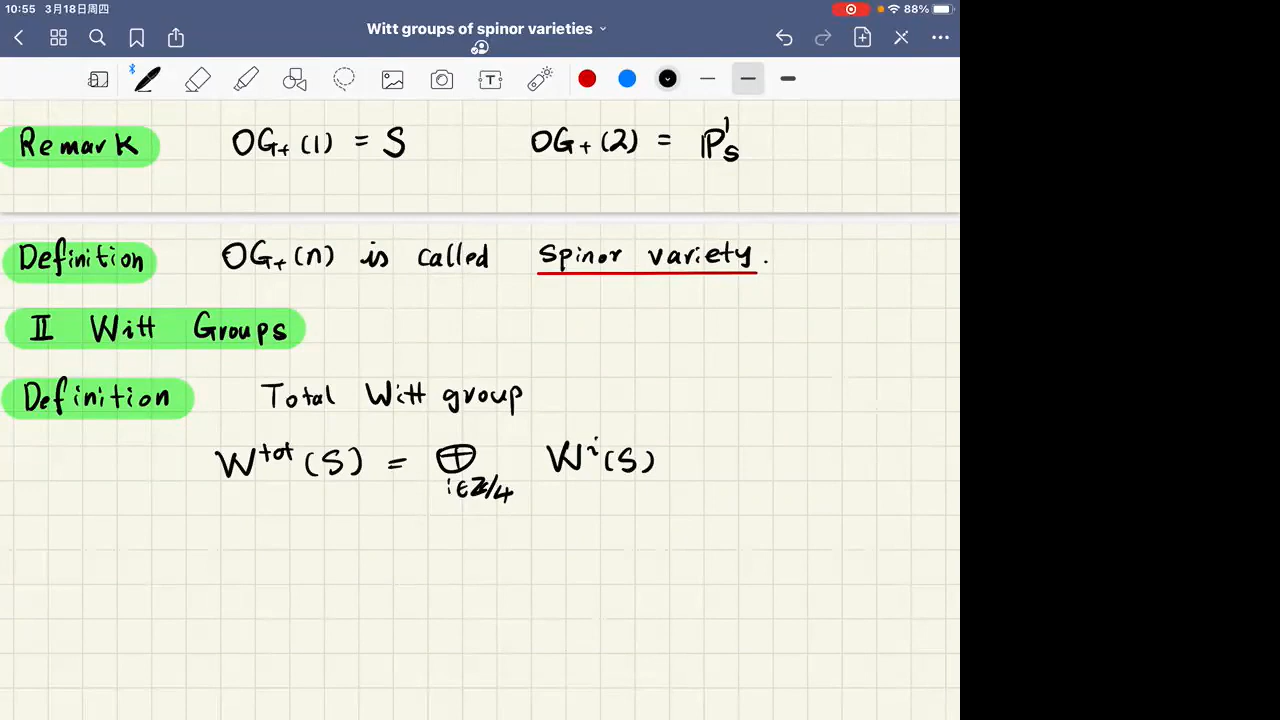 10:55 3月18日周四
88%
Witt groups of spinor varieties
Remark OG₊(1) = S OG₊(2) = ℙ¹_S
Definition OG₊(n) is called Spinor variety.
II Witt Groups
Definition Total Witt group
W^tot(S) = ⊕_{i∈ℤ/4} W^i(S)